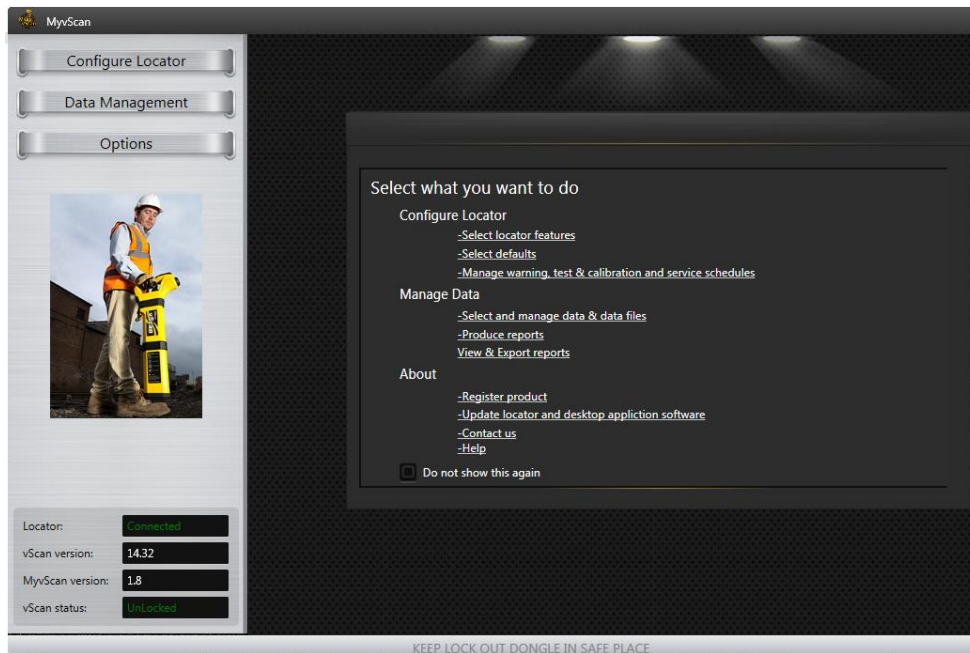 MyvScan
Configure Locator
Data Management
Options
Select what you want to do
Configure Locator
-Select locator features
-Select defaults
-Manage warning, test & calibration and service schedules
Manage Data
-Select and manage data & data files
-Produce reports
View & Export reports
About
-Register product
-Update locator and desktop appliction software
-Contact us
-Help
Do not show this again
Locator: Connected
vScan version: 14.32
MyvScan version: 1.8
vScan status: UnLocked
KEEP LOCK OUT DONGLE IN SAFE PLACE